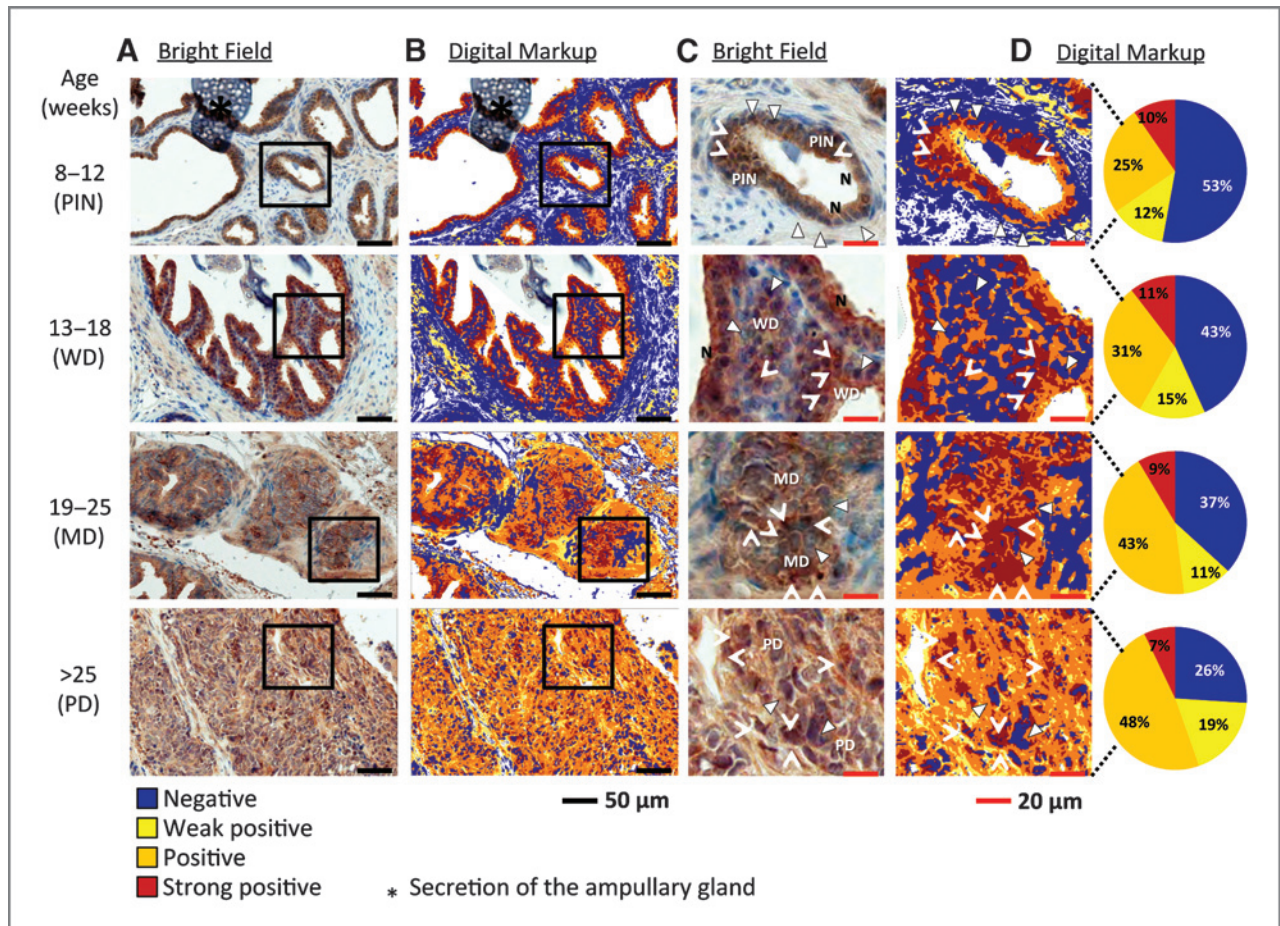 A Bright Field
B Digital Markup
C Bright Field
D Digital Markup
Age
(weeks)
8–12
(PIN)
*
PIN
PIN
N
N
10%
25%
12%
53%
13–18
(WD)
N
WD
N
WD
11%
31%
15%
43%
19–25
(MD)
MD
MD
9%
43%
11%
37%
>25
(PD)
PD
PD
7%
48%
19%
26%
Negative
Weak positive
Positive
Strong positive
50 µm
20 µm
* Secretion of the ampullary gland